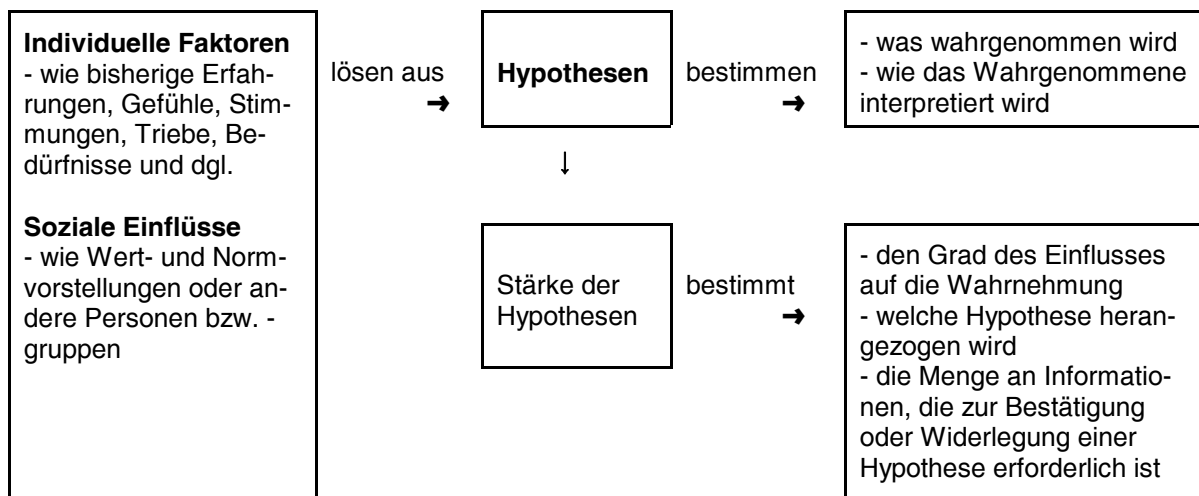 Individuelle Faktoren
- wie bisherige Erfah-
rungen, Gefühle, Stim-
mungen, Triebe, Be-
dürfnisse und dgl.
Soziale Einflüsse
- wie Wert- und Norm-
vorstellungen oder an-
dere Personen bzw. -
gruppen
lösen aus
➔
Hypothesen
bestimmen
➔
- was wahrgenommen wird
- wie das Wahrgenommene
interpretiert wird
↓
Stärke der
Hypothesen
bestimmt
➔
- den Grad des Einflusses
auf die Wahrnehmung
- welche Hypothese heran-
gezogen wird
- die Menge an Informatio-
nen, die zur Bestätigung
oder Widerlegung einer
Hypothese erforderlich ist